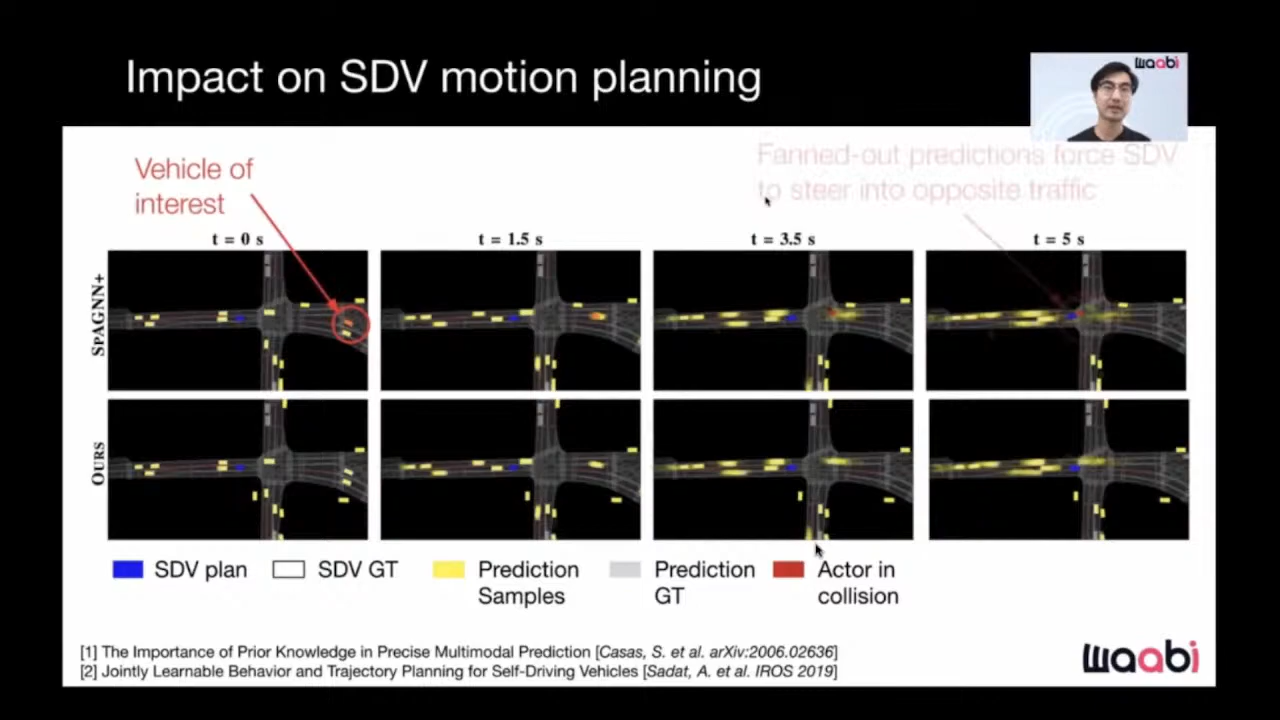 Impact on SDV motion planning
waabi
Vehicle of
interest
Fanned-out predictions force SDV
to steer into opposite traffic
t = 0 s
t = 1.5 s
t = 3.5 s
t = 5 s
SPAGNN+
OURS
SDV plan
SDV GT
Prediction
Samples
Prediction
GT
Actor in
collision
[1] The Importance of Prior Knowledge in Precise Multimodal Prediction [Casas, S. et al. arXiv:2006.02636]
[2] Jointly Learnable Behavior and Trajectory Planning for Self-Driving Vehicles [Sadat, A. et al. IROS 2019]
waabi